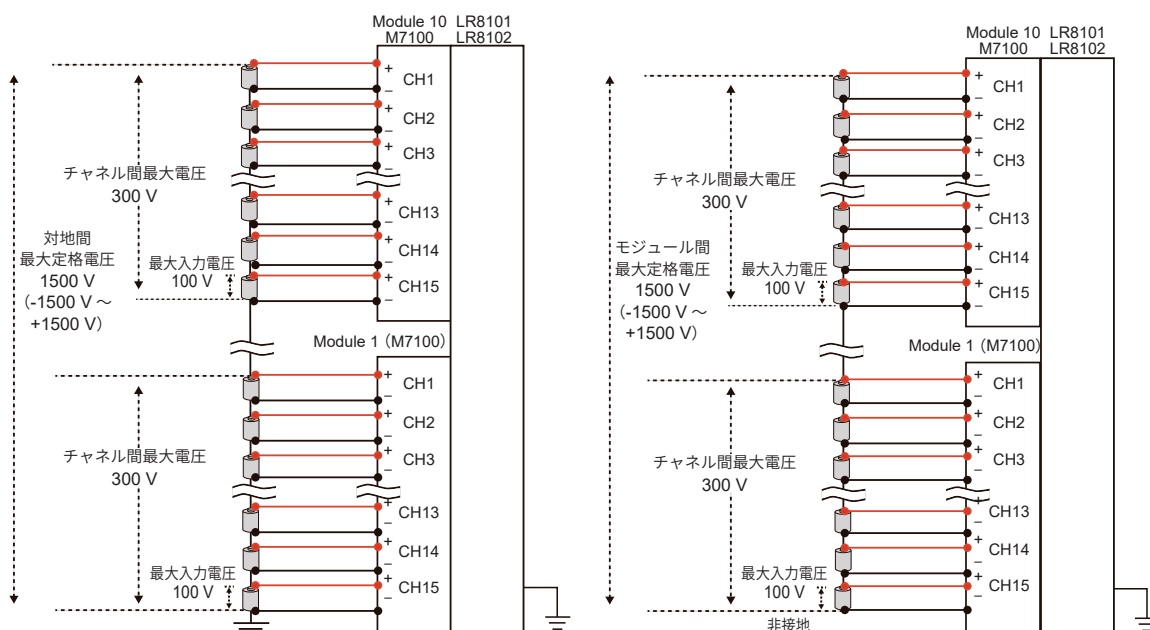 Module 10 LR8101
M7100 LR8102
+
CH1
−
+
CH2
−
+
CH3
−
チャネル間最大電圧
300 V
+
CH13
−
対地間
最大定格電圧
1500 V
（-1500 V ～
+1500 V）
+
CH14
−
最大入力電圧
100 V
+
CH15
−
Module 1（M7100）
+
CH1
−
+
CH2
−
+
CH3
−
チャネル間最大電圧
300 V
+
CH13
−
+
CH14
−
最大入力電圧
100 V
+
CH15
−
Module 10 LR8101
M7100 LR8102
+
CH1
−
+
CH2
−
+
CH3
−
チャネル間最大電圧
300 V
+
CH13
−
モジュール間
最大定格電圧
1500 V
（-1500 V ～
+1500 V）
+
CH14
−
最大入力電圧
100 V
+
CH15
−
Module 1（M7100）
+
CH1
−
+
CH2
−
+
CH3
−
チャネル間最大電圧
300 V
+
CH13
−
+
CH14
−
最大入力電圧
100 V
+
CH15
−
非接地